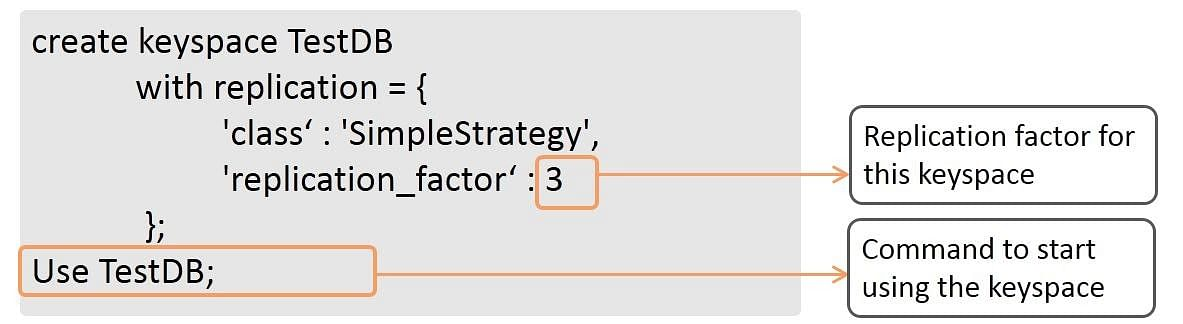 create keyspace TestDB
with replication = {
'class‘ : 'SimpleStrategy',
'replication_factor‘ : 3
};
Use TestDB;
Replication factor for
this keyspace
Command to start
using the keyspace